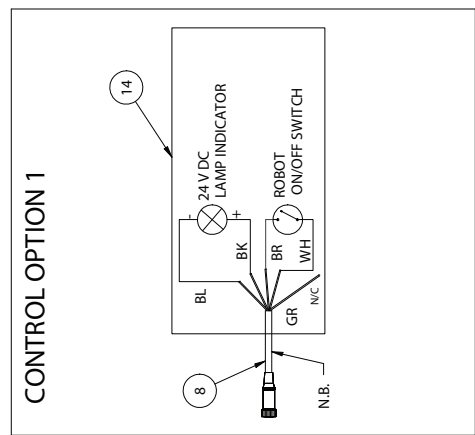 CONTROL OPTION 1
14
24 V DC
LAMP INDICATOR
-
+
BL
BK
BR
WH
ROBOT
ON/OFF SWITCH
N/C
GR
8
N.B.